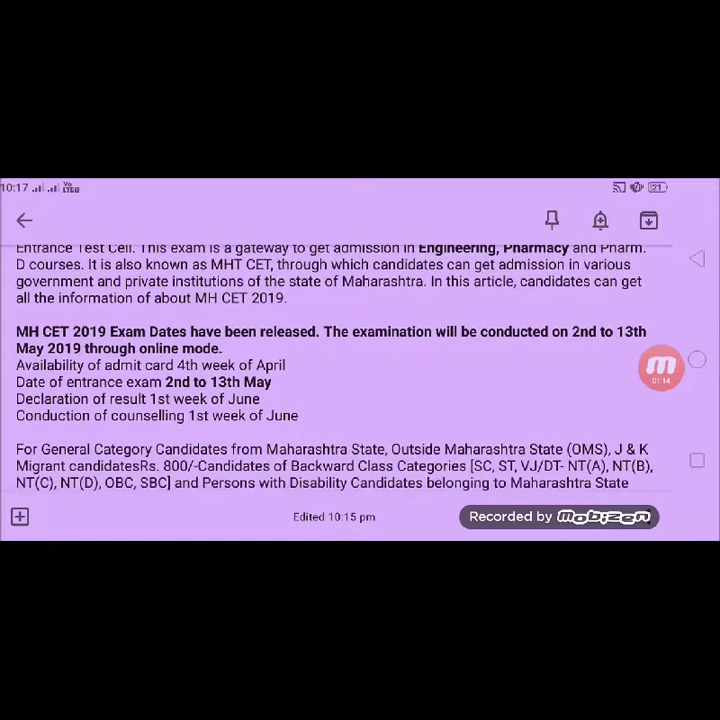 10:17
Vo
LTE
21
Entrance Test Cell. This exam is a gateway to get admission in Engineering, Pharmacy and Pharm.
D courses. It is also known as MHT CET, through which candidates can get admission in various
government and private institutions of the state of Maharashtra. In this article, candidates can get
all the information of about MH CET 2019.
MH CET 2019 Exam Dates have been released. The examination will be conducted on 2nd to 13th
May 2019 through online mode.
Availability of admit card 4th week of April
Date of entrance exam 2nd to 13th May
Declaration of result 1st week of June
Conduction of counselling 1st week of June
01:14
For General Category Candidates from Maharashtra State, Outside Maharashtra State (OMS), J & K
Migrant candidatesRs. 800/-Candidates of Backward Class Categories [SC, ST, VJ/DT- NT(A), NT(B),
NT(C), NT(D), OBC, SBC] and Persons with Disability Candidates belonging to Maharashtra State
Edited 10:15 pm
Recorded by mobizen